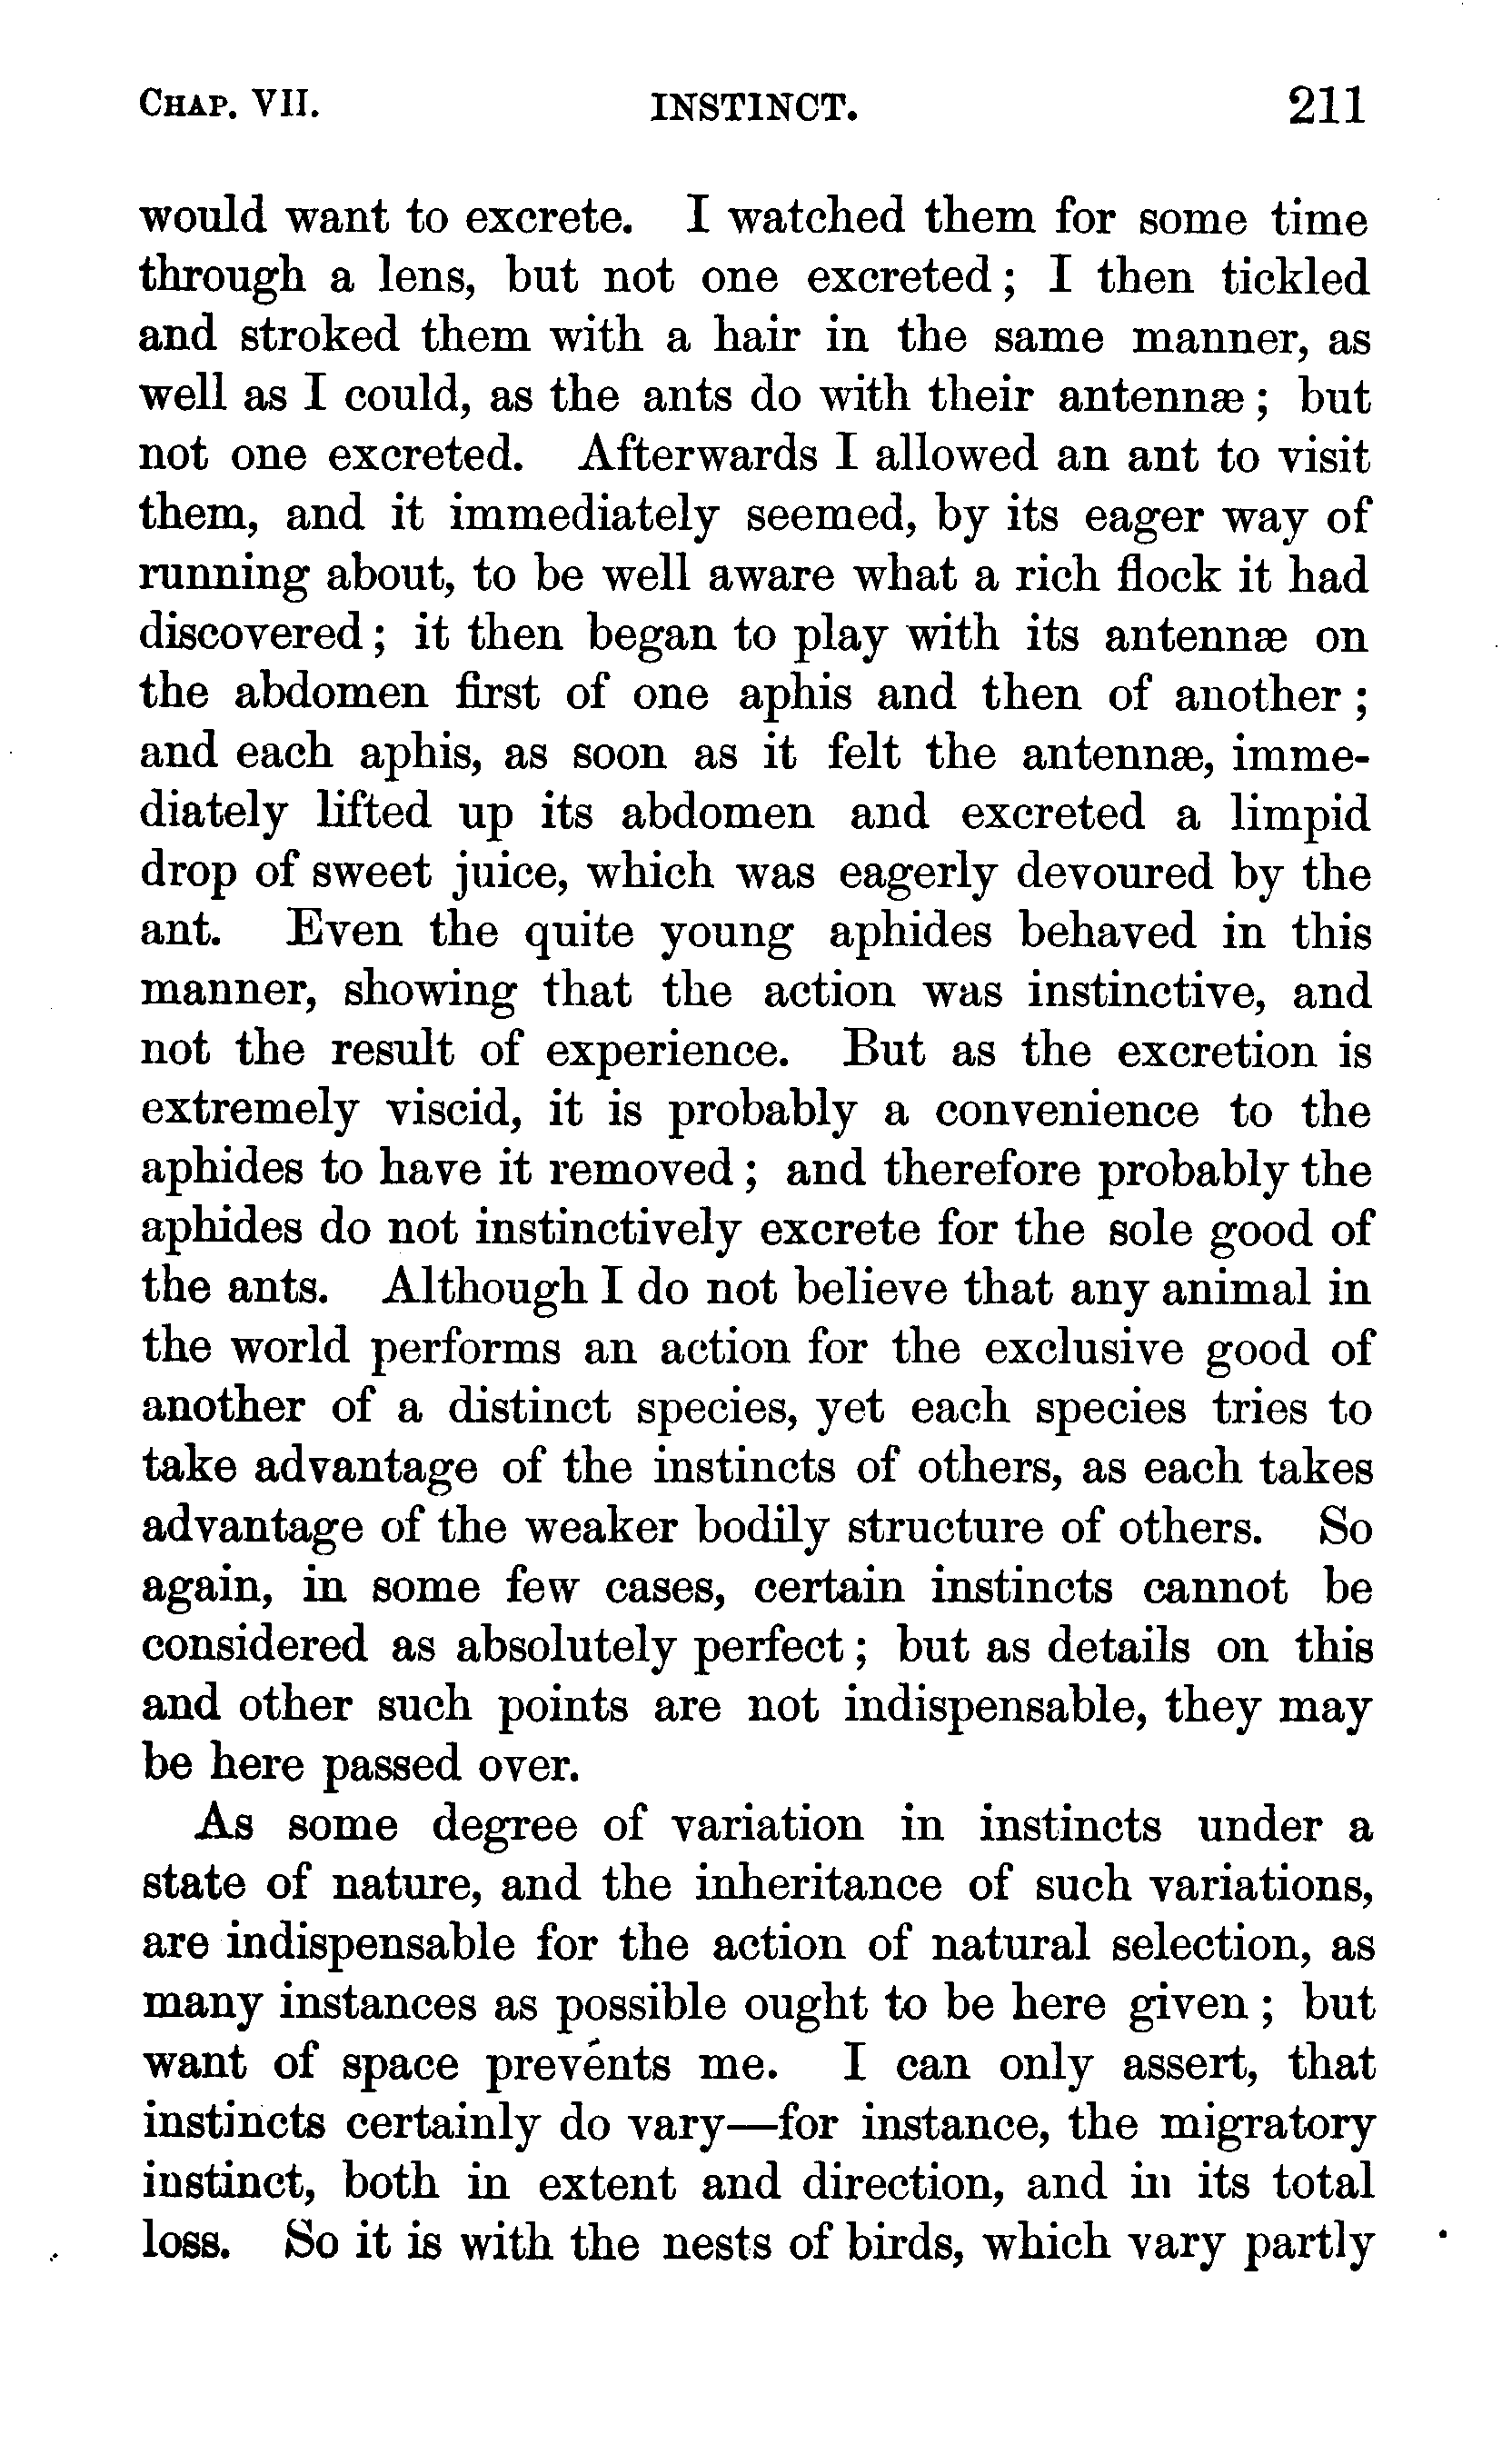 CHAP. VII. INSTINCT. 211
would want to excrete. I watched them for some time
through a lens, but not one excreted; I then tickled
and stroked them with a hair in the same manner, as
well as I could, as the ants do with their antennæ; but
not one excreted. Afterwards I allowed an ant to visit
them, and it immediately seemed, by its eager way of
running about, to be well aware what a rich flock it had
discovered; it then began to play with its antennæ on
the abdomen first of one aphis and then of another;
and each aphis, as soon as it felt the antennæ, imme-
diately lifted up its abdomen and excreted a limpid
drop of sweet juice, which was eagerly devoured by the
ant. Even the quite young aphides behaved in this
manner, showing that the action was instinctive, and
not the result of experience. But as the excretion is
extremely viscid, it is probably a convenience to the
aphides to have it removed; and therefore probably the
aphides do not instinctively excrete for the sole good of
the ants. Although I do not believe that any animal in
the world performs an action for the exclusive good of
another of a distinct species, yet each species tries to
take advantage of the instincts of others, as each takes
advantage of the weaker bodily structure of others. So
again, in some few cases, certain instincts cannot be
considered as absolutely perfect; but as details on this
and other such points are not indispensable, they may
be here passed over.
As some degree of variation in instincts under a
state of nature, and the inheritance of such variations,
are indispensable for the action of natural selection, as
many instances as possible ought to be here given; but
want of space prevents me. I can only assert, that
instincts certainly do vary—for instance, the migratory
instinct, both in extent and direction, and in its total
loss. So it is with the nests of birds, which vary partly